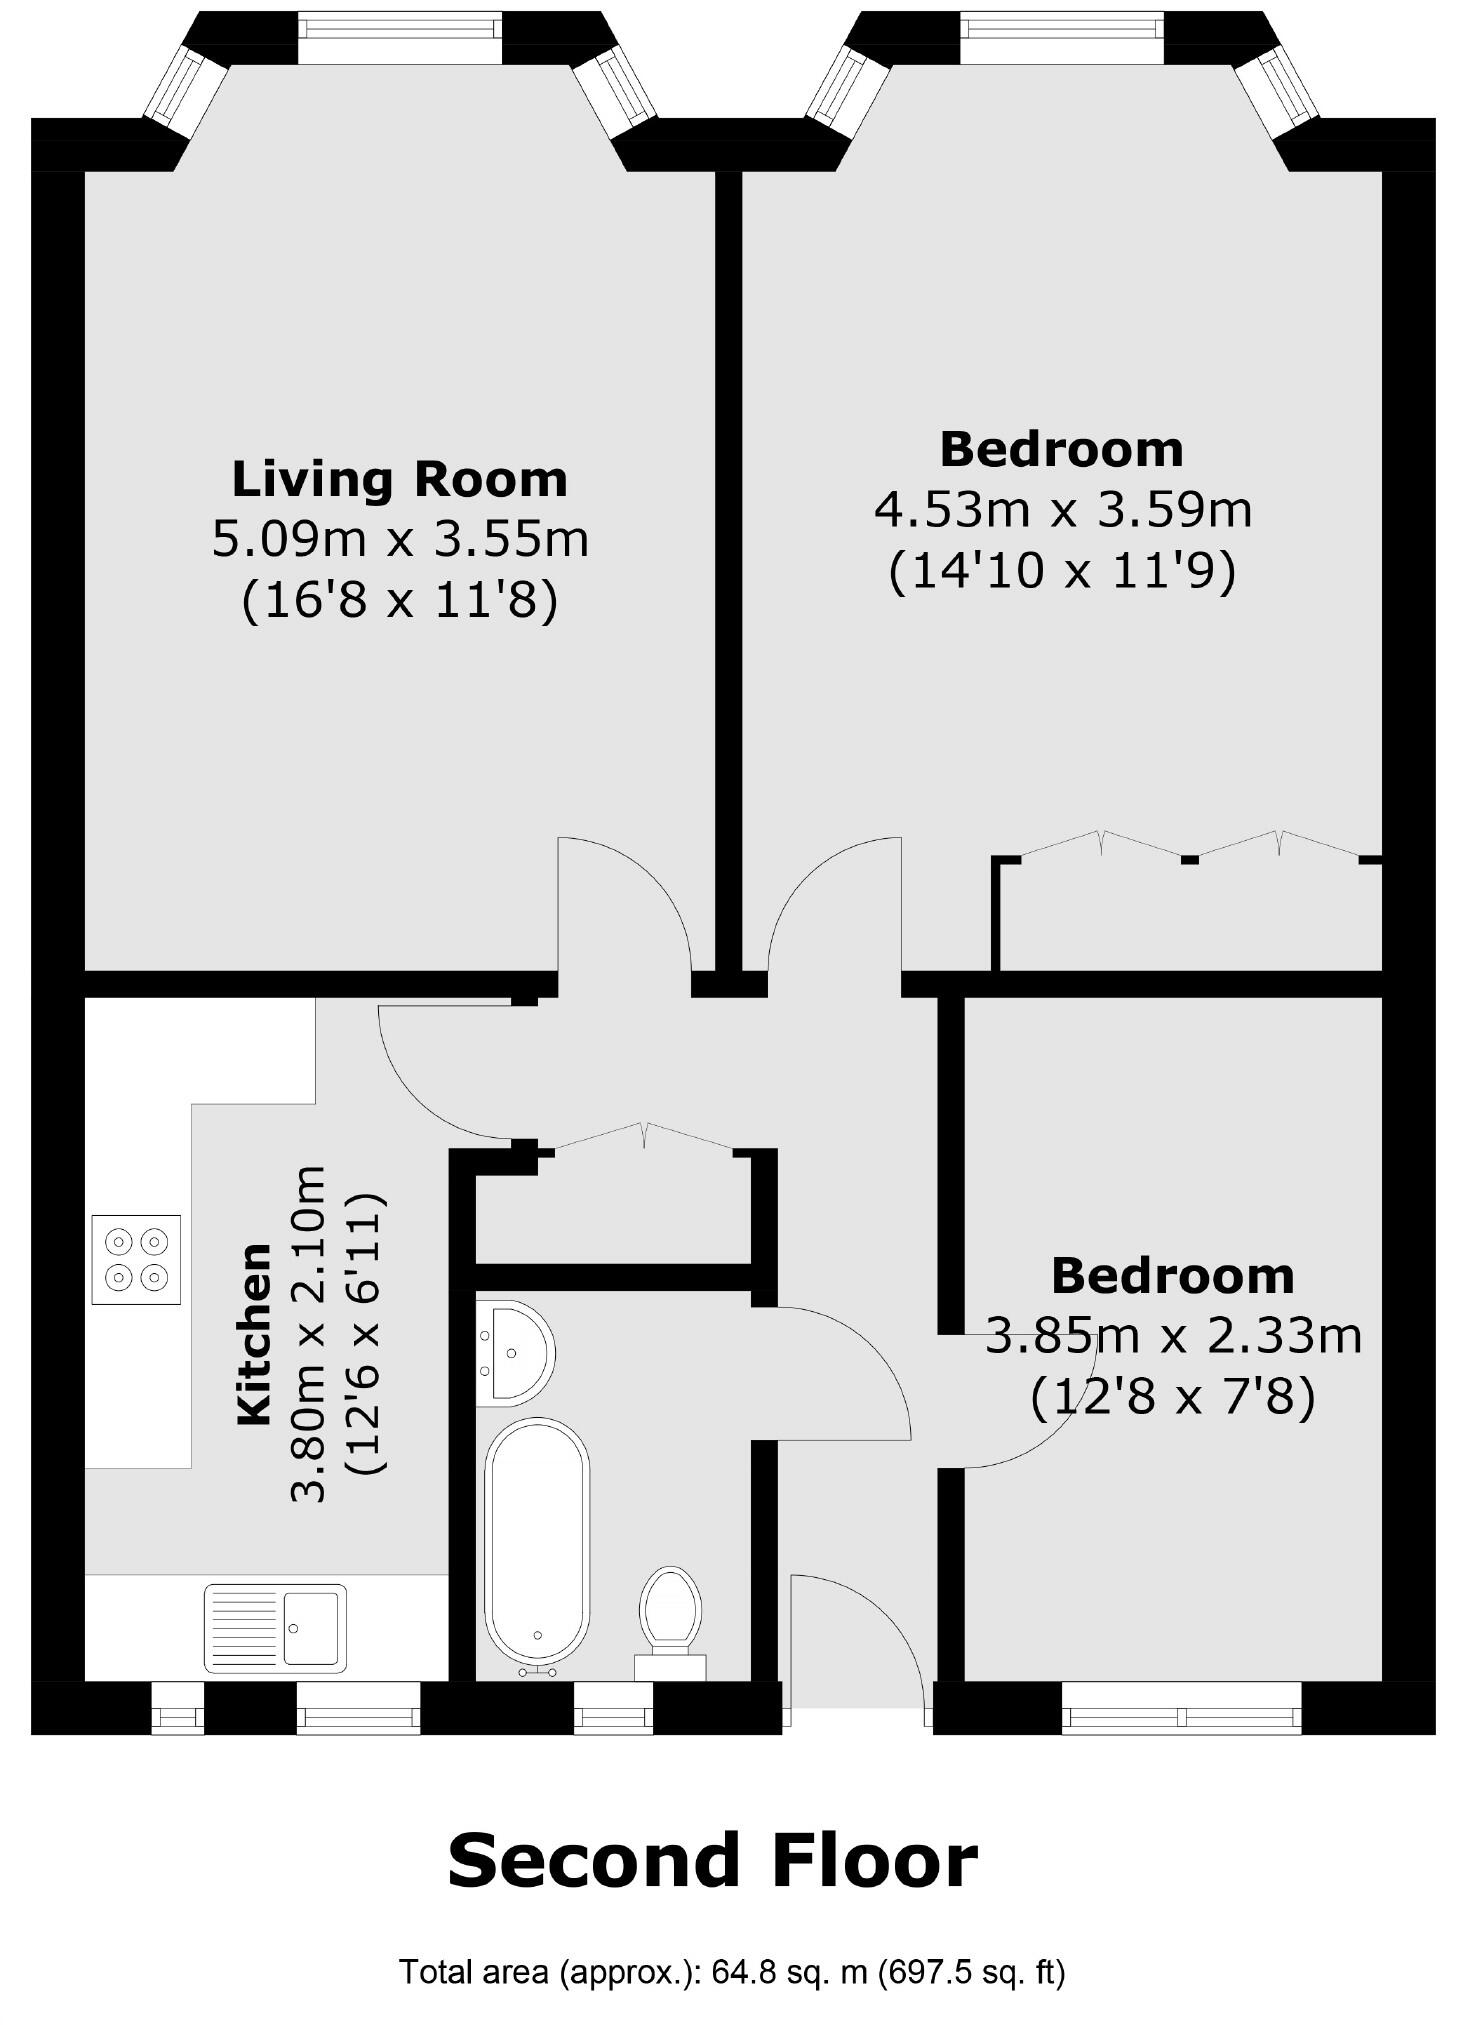 Living Room
5.09m x 3.55m
(16'8 x 11'8)
Bedroom
4.53m x 3.59m
(14'10 x 11'9)
Kitchen
3.80m x 2.10m
(12'6 x 6'11)
Bedroom
3.85m x 2.33m
(12'8 x 7'8)
Second Floor
Total area (approx.): 64.8 sq. m (697.5 sq. ft)